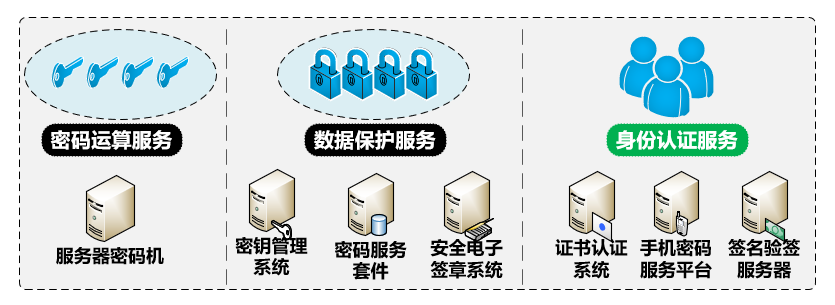 密码运算服务
数据保护服务
身份认证服务
服务器密码机
密钥管理
系统
密码服务
套件
安全电子
签章系统
证书认证
系统
手机密码
服务平台
签名验签
服务器